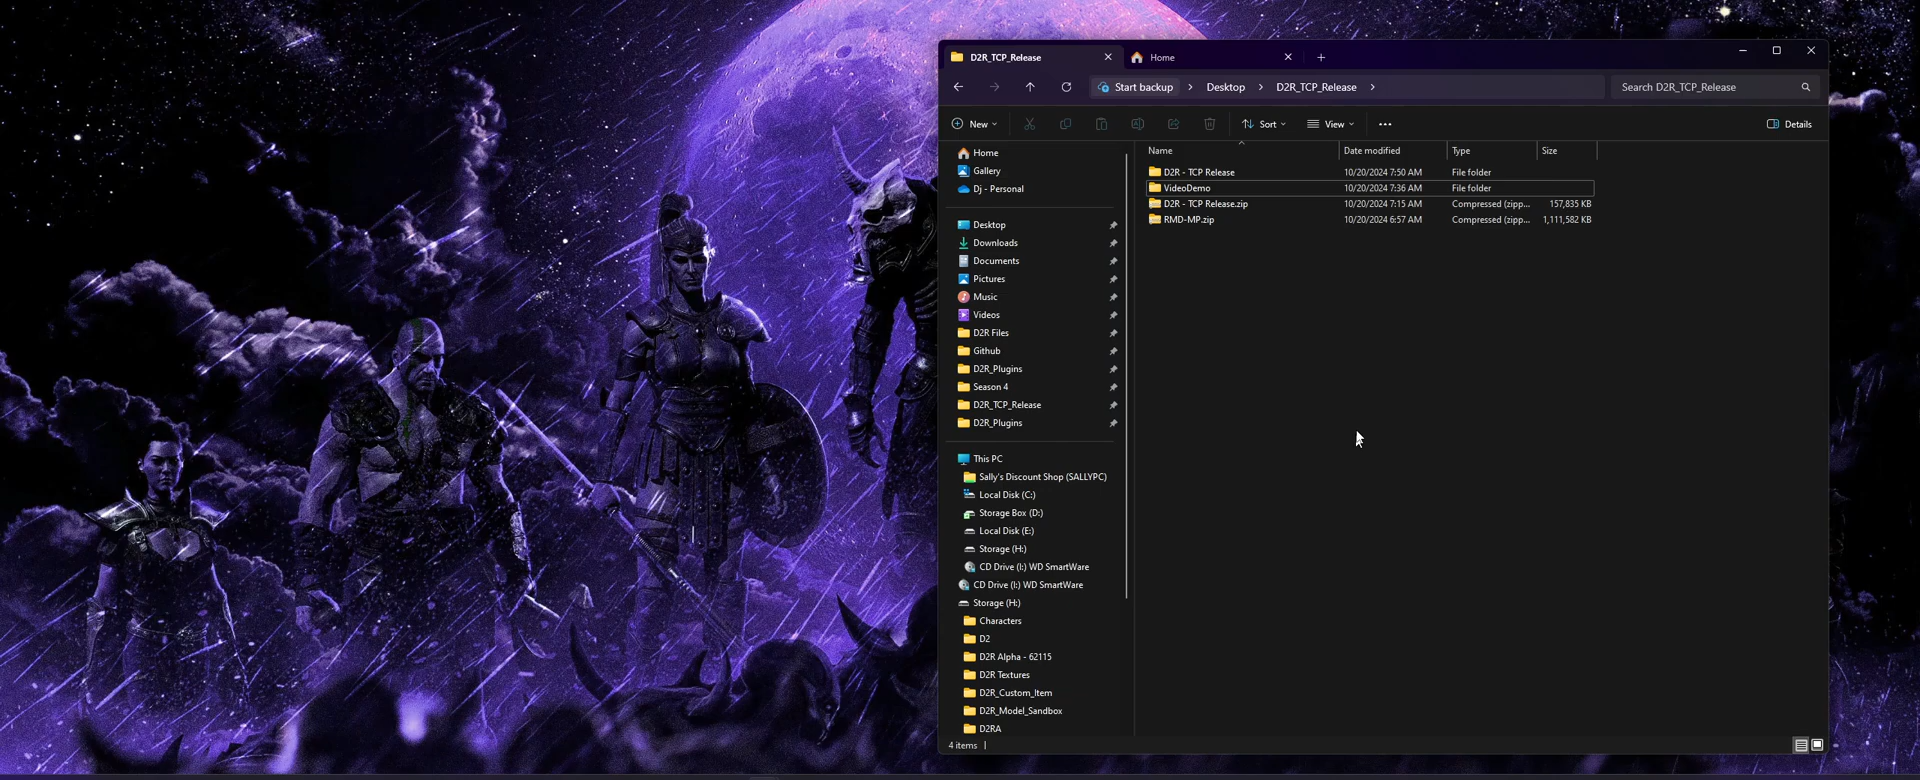 D2R_TCP_Release
Home
Start backup > Desktop > D2R_TCP_Release >
Search D2R_TCP_Release
New
Sort
View
Details
Name Date modified Type Size
D2R - TCP Release 10/20/2024 7:50 AM File folder
VideoDemo 10/20/2024 7:36 AM File folder
D2R - TCP Release.zip 10/20/2024 7:15 AM Compressed (zipp... 157,835 KB
RMD-MP.zip 10/20/2024 6:57 AM Compressed (zipp... 1,111,582 KB
Home
Gallery
Dj - Personal
Desktop
Downloads
Documents
Pictures
Music
Videos
D2R Files
Github
D2R_Plugins
Season 4
D2R_TCP_Release
D2R_Plugins
This PC
Sally's Discount Shop (SALLYPC)
Local Disk (C:)
Storage Box (D:)
Local Disk (E:)
Storage (H:)
CD Drive (I:) WD SmartWare
CD Drive (I:) WD SmartWare
Storage (H:)
Characters
D2
D2R Alpha - 62115
D2R Textures
D2R_Custom_Item
D2R_Model_Sandbox
D2RA
4 items